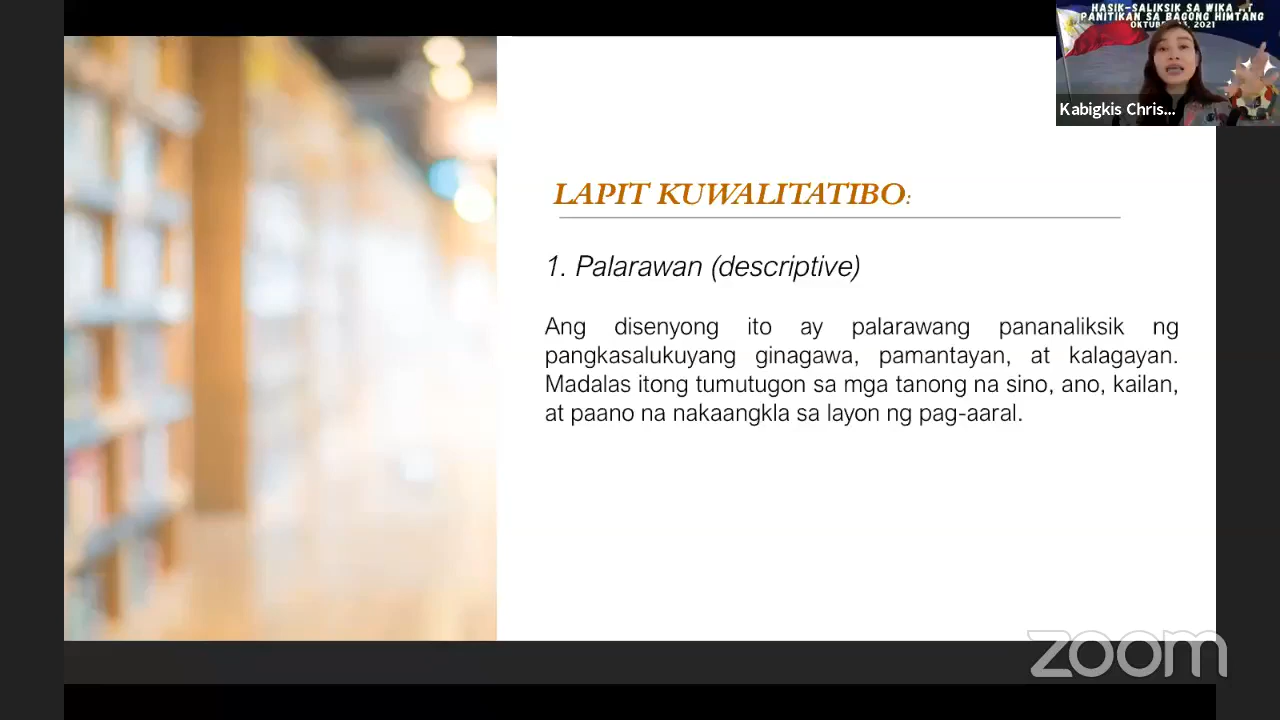 HASIK-SALIKSIK SA WIKA AT
PANITIKAN SA BAGONG HIMTANG
2021
Kabigkis Chris...
LAPIT KUWALITATIBO:
1. Palarawan (descriptive)
Ang disenyong ito ay palarawang pananaliksik ng
pangkasalukuyang ginagawa, pamantayan, at kalagayan.
Madalas itong tumutugon sa mga tanong na sino, ano, kailan,
at paano na nakaangkla sa layon ng pag-aaral.
zoom